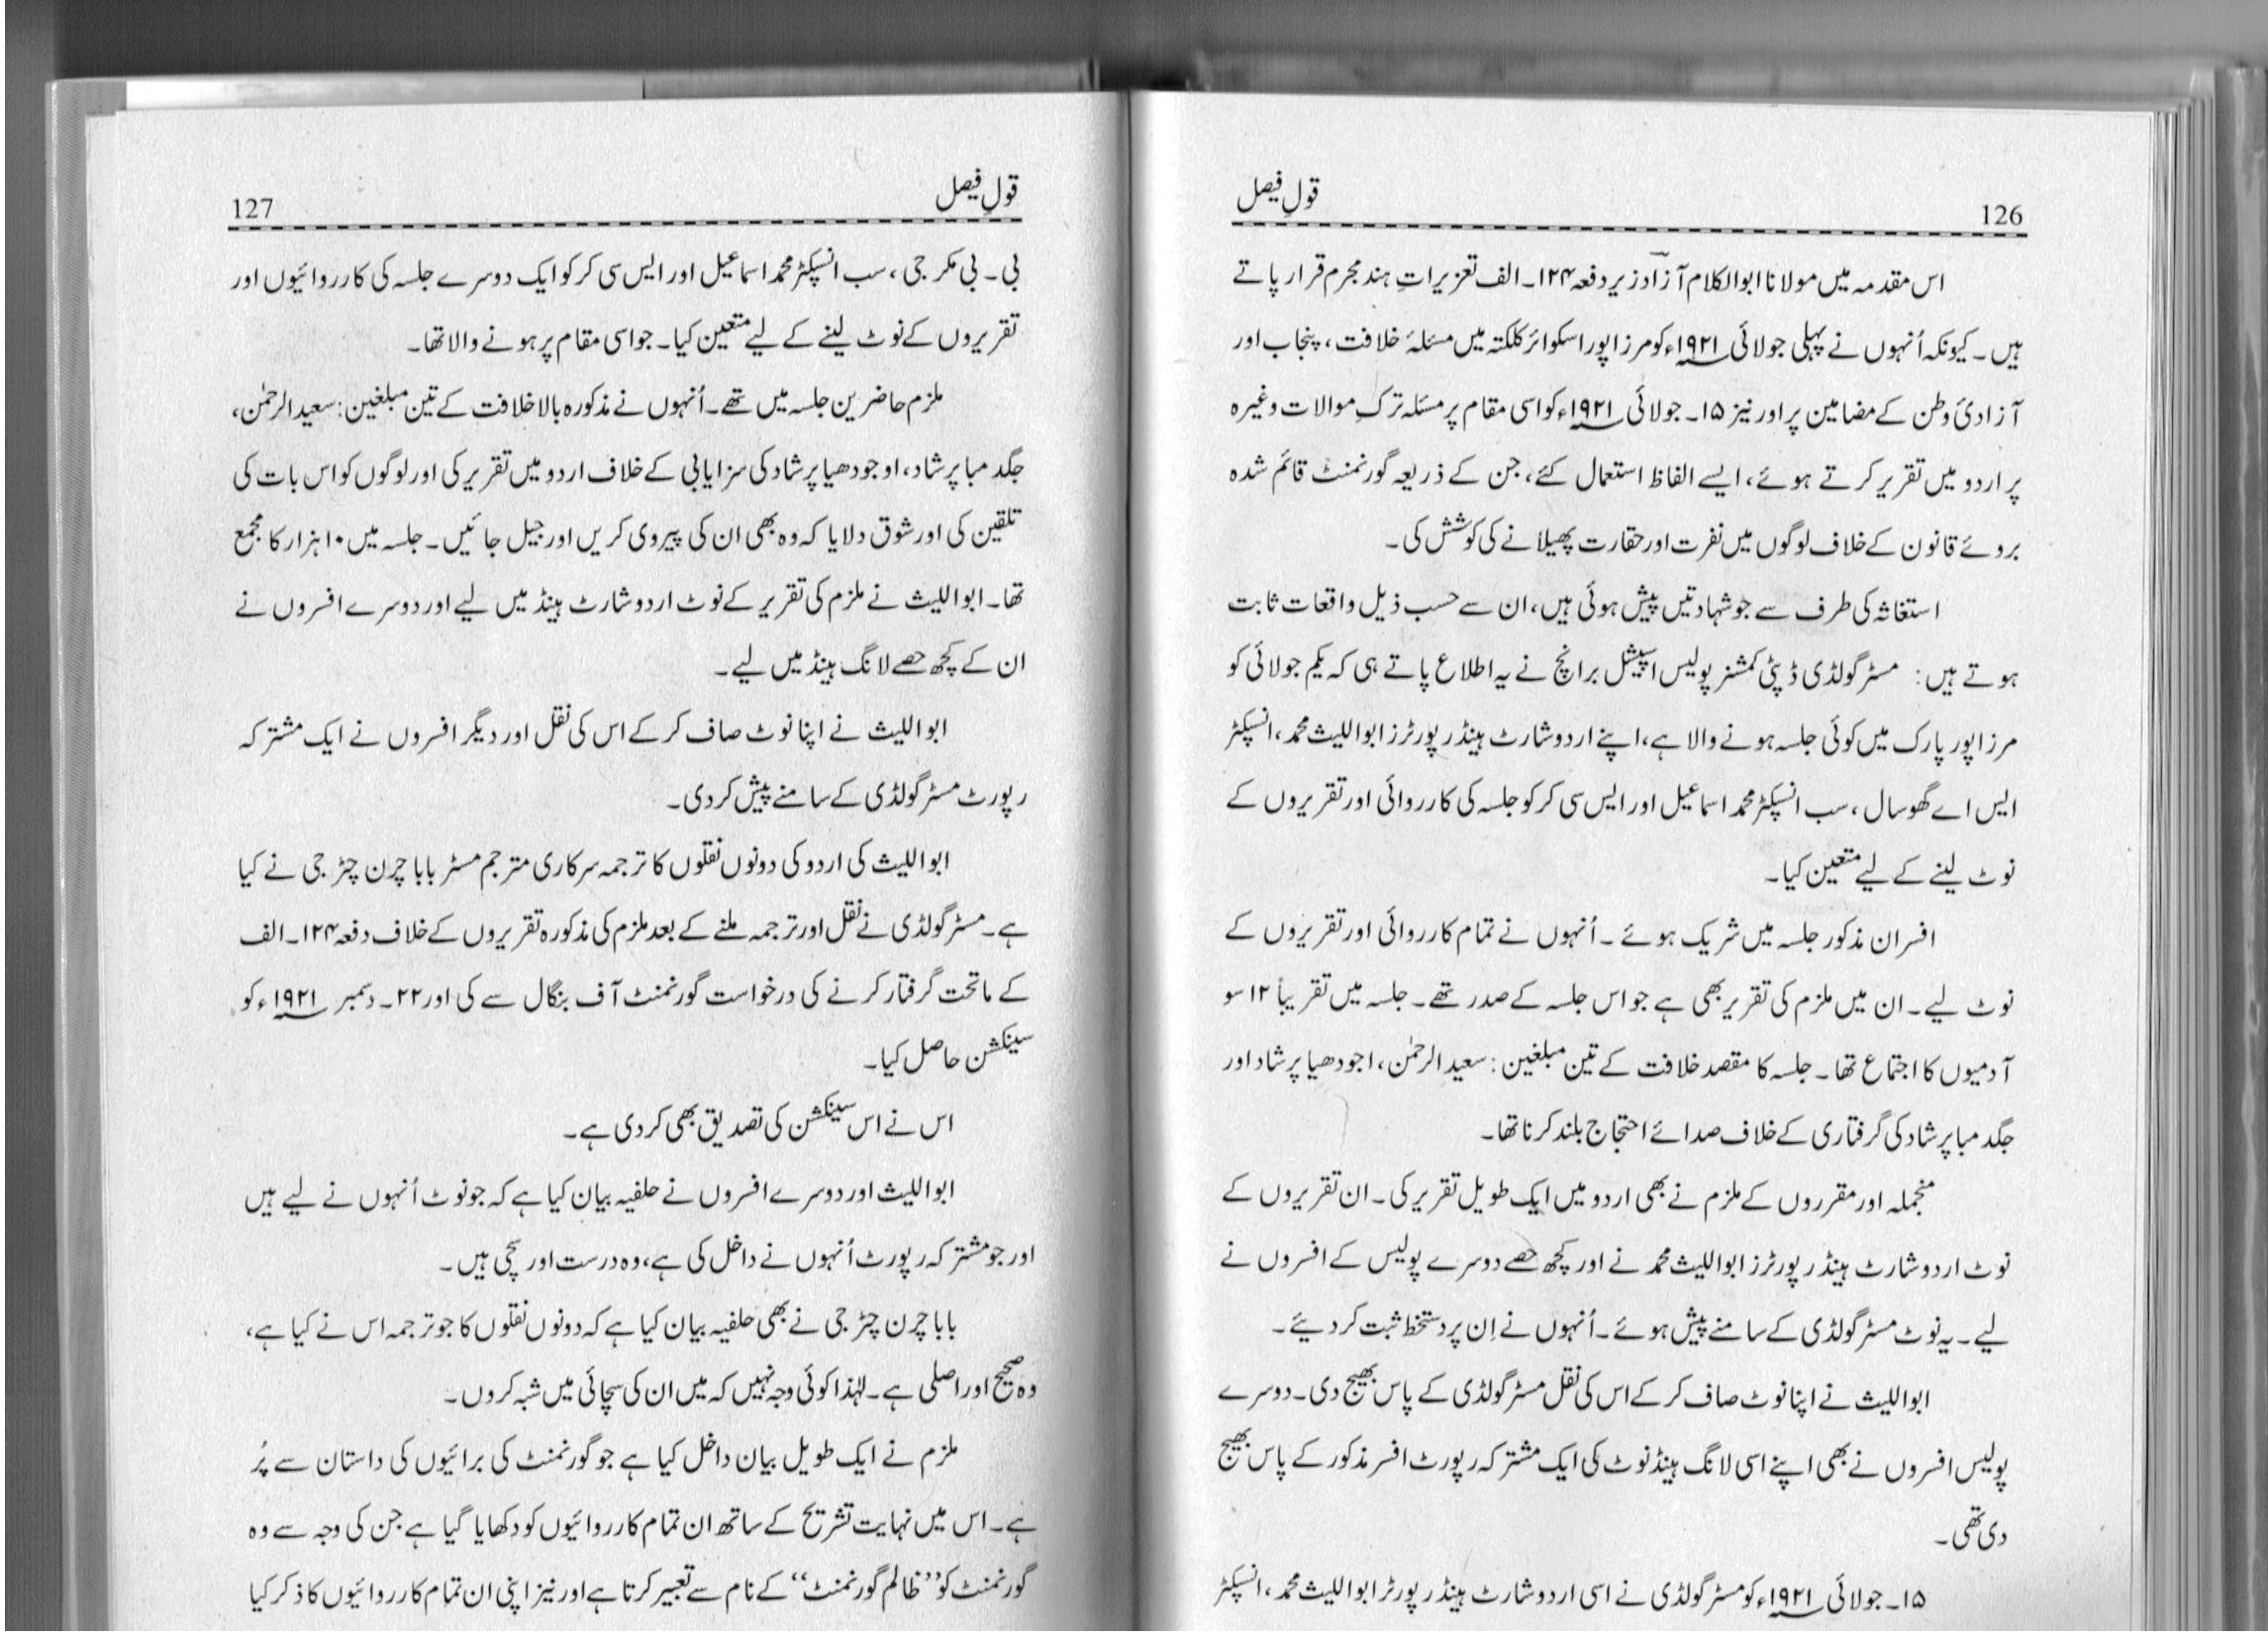 قولِ فیصل
126
اس مقدمہ میں مولانا ابوالکلام آزادؔ زیر دفعہ ۱۲۴۔الف تعزیراتِ ہند مجرم قرار پاتے
ہیں۔ کیونکہ اُنہوں نے پہلی جولائی ۱۹۲۱ء کو مرزا پور اسکوائر کلکتہ میں مسئلۂ خلافت، پنجاب اور
آزادیٔ وطن کے مضامین پر اور نیز ۱۵۔ جولائی ۱۹۲۱ء کو اسی مقام پر مسئلہ ترکِ موالات وغیرہ
پر اردو میں تقریر کرتے ہوئے، ایسے الفاظ استعمال کئے، جن کے ذریعہ گورنمنٹ قائم شدہ
بروئے قانون کے خلاف لوگوں میں نفرت اور حقارت پھیلانے کی کوشش کی۔
استغاثہ کی طرف سے جو شہادتیں پیش ہوئی ہیں، ان سے حسب ذیل واقعات ثابت
ہوتے ہیں: مسٹر گولڈی ڈپٹی کمشنر پولیس اسپیشل برانچ نے یہ اطلاع پاتے ہی کہ یکم جولائی کو
مرزا پور پارک میں کوئی جلسہ ہونے والا ہے، اپنے اردو شارٹ ہینڈ رپورٹرز ابواللیث محمد، انسپکٹر
ایس اے گھوسال، سب انسپکٹر محمد اسماعیل اور ایس سی کر کو جلسہ کی کارروائی اور تقریروں کے
نوٹ لینے کے لیے متعین کیا۔
افسران مذکور جلسہ میں شریک ہوئے۔ اُنہوں نے تمام کارروائی اور تقریروں کے
نوٹ لیے۔ ان میں ملزم کی تقریر بھی ہے جو اس جلسہ کے صدر تھے۔ جلسہ میں تقریباً ۱۲ سو
آدمیوں کا اجتماع تھا۔ جلسہ کا مقصد خلافت کے تین مبلغین: سعید الرحمٰن، اجودھیا پرشاد اور
جگدمبا پرشاد کی گرفتاری کے خلاف صدائے احتجاج بلند کرنا تھا۔
منجملہ اور مقرروں کے ملزم نے بھی اردو میں ایک طویل تقریر کی۔ ان تقریروں کے
نوٹ اردو شارٹ ہینڈ رپورٹرز ابواللیث محمد نے اور کچھ حصے دوسرے پولیس کے افسروں نے
لیے۔ یہ نوٹ مسٹر گولڈی کے سامنے پیش ہوئے۔ اُنہوں نے اِن پر دستخط ثبت کر دیئے۔
ابواللیث نے اپنا نوٹ صاف کر کے اس کی نقل مسٹر گولڈی کے پاس بھیج دی۔ دوسرے
پولیس افسروں نے بھی اپنے اسی لانگ ہینڈ نوٹ کی ایک مشترکہ رپورٹ افسر مذکور کے پاس بھیج
دی تھی۔
۱۵۔ جولائی ۱۹۲۱ء کو مسٹر گولڈی نے اسی اردو شارٹ ہینڈ رپورٹر ابواللیث محمد، انسپکٹر
قولِ فیصل
127
بی۔ بی مکرجی، سب انسپکٹر محمد اسماعیل اور ایس سی کر کو ایک دوسرے جلسہ کی کارروائیوں اور
تقریروں کے نوٹ لینے کے لیے متعین کیا۔ جو اسی مقام پر ہونے والا تھا۔
ملزم حاضرین جلسہ میں تھے۔ اُنہوں نے مذکورہ بالا خلافت کے تین مبلغین: سعید الرحمٰن،
جگدمبا پرشاد، اوجودھیا پرشاد کی سزایابی کے خلاف اردو میں تقریر کی اور لوگوں کو اس بات کی
تلقین کی اور شوق دلایا کہ وہ بھی ان کی پیروی کریں اور جیل جائیں۔ جلسہ میں ۱۰ ہزار کا مجمع
تھا۔ ابواللیث نے ملزم کی تقریر کے نوٹ اردو شارٹ ہینڈ میں لیے اور دوسرے افسروں نے
ان کے کچھ حصے لانگ ہینڈ میں لیے۔
ابواللیث نے اپنا نوٹ صاف کر کے اس کی نقل اور دیگر افسروں نے ایک مشترکہ
رپورٹ مسٹر گولڈی کے سامنے پیش کر دی۔
ابواللیث کی اردو کی دونوں نقلوں کا ترجمہ سرکاری مترجم مسٹر باباچرن چٹرجی نے کیا
ہے۔ مسٹر گولڈی نے نقل اور ترجمہ ملنے کے بعد ملزم کی مذکورہ تقریروں کے خلاف دفعہ ۱۲۴۔ الف
کے ماتحت گرفتار کرنے کی درخواست گورنمنٹ آف بنگال سے کی اور ۲۲۔ دسمبر ۱۹۲۱ء کو
سینکشن حاصل کیا۔
اس نے اس سینکشن کی تصدیق بھی کر دی ہے۔
ابواللیث اور دوسرے افسروں نے حلفیہ بیان کیا ہے کہ جو نوٹ اُنہوں نے لیے ہیں
اور جو مشترکہ رپورٹ اُنہوں نے داخل کی ہے، وہ درست اور سچی ہیں۔
باباچرن چٹرجی نے بھی حلفیہ بیان کیا ہے کہ دونوں نقلوں کا جو ترجمہ اس نے کیا ہے،
وہ صحیح اور اصلی ہے۔ لہٰذا کوئی وجہ نہیں کہ میں ان کی سچائی میں شبہ کروں۔
ملزم نے ایک طویل بیان داخل کیا ہے جو گورنمنٹ کی برائیوں کی داستان سے پُر
ہے۔ اس میں نہایت تشریح کے ساتھ ان تمام کارروائیوں کو دکھایا گیا ہے جن کی وجہ سے وہ
گورنمنٹ کو ’’ظالم گورنمنٹ‘‘ کے نام سے تعبیر کرتا ہے اور نیز اپنی ان تمام کارروائیوں کا ذکر کیا